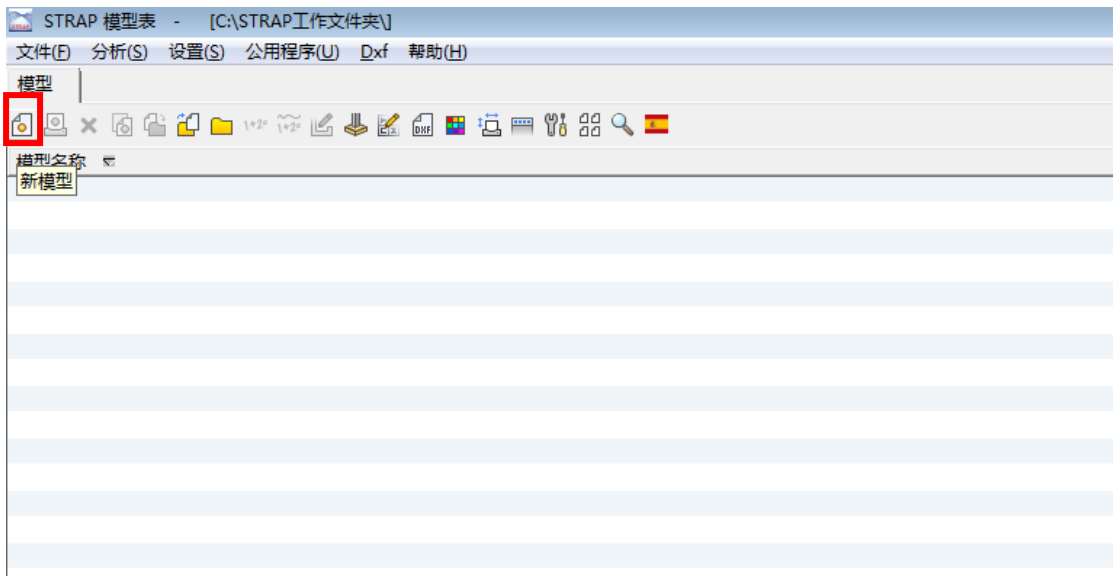 STRAP 模型表 - [C:\STRAP工作文件夹\]
文件(F) 分析(S) 设置(S) 公用程序(U) Dxf 帮助(H)
模型
DXF
模型名称
新模型